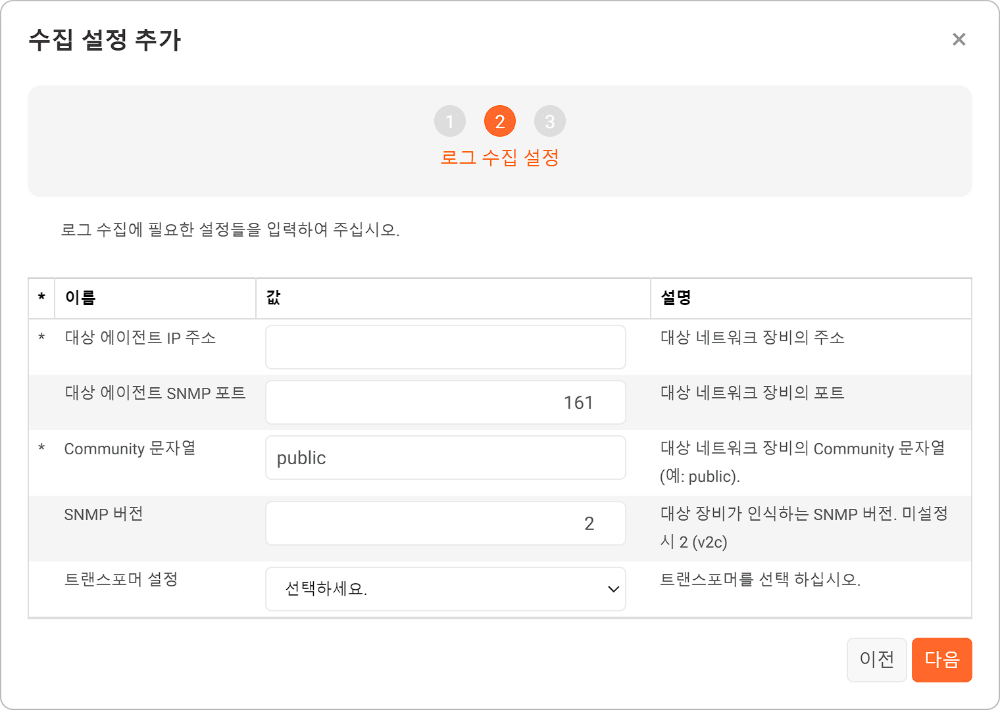 수집 설정 추가
×
1 2 3
로그 수집 설정
로그 수집에 필요한 설정들을 입력하여 주십시오.
* 이름 값 설명
* 대상 에이전트 IP 주소 대상 네트워크 장비의 주소
대상 에이전트 SNMP 포트 161 대상 네트워크 장비의 포트
* Community 문자열 public 대상 네트워크 장비의 Community 문자열
(예: public).
SNMP 버전 2 대상 장비가 인식하는 SNMP 버전. 미설정
시 2 (v2c)
트랜스포머 설정 선택하세요. 트랜스포머를 선택 하십시오.
이전 다음